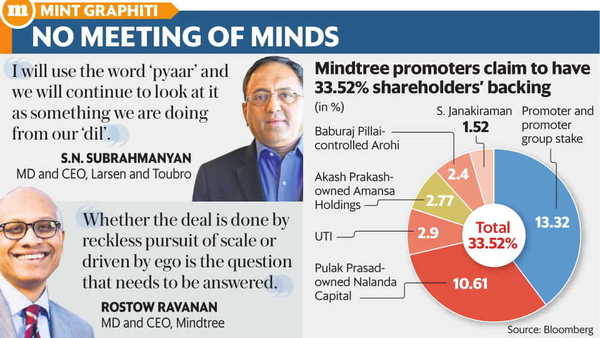 m MINT GRAPHITI
NO MEETING OF MINDS
I will use the word ‘pyaar’ and
we will continue to look at it
as something we are doing
from our ‘dil’.
S.N. SUBRAHMANYAN
MD and CEO, Larsen and Toubro
Whether the deal is done by
reckless pursuit of scale or
driven by ego is the question
that needs to be answered.
ROSTOW RAVANAN
MD and CEO, Mindtree
Mindtree promoters claim to have
33.52% shareholders’ backing
(in %)
S. Janakiraman
1.52
Promoter and
promoter
group stake
13.32
Baburaj Pillai-
controlled Arohi
2.4
Akash Prakash-
owned Amansa
Holdings
2.77
UTI
2.9
Pulak Prasad-
owned Nalanda
Capital
10.61
Total
33.52%
Source: Bloomberg